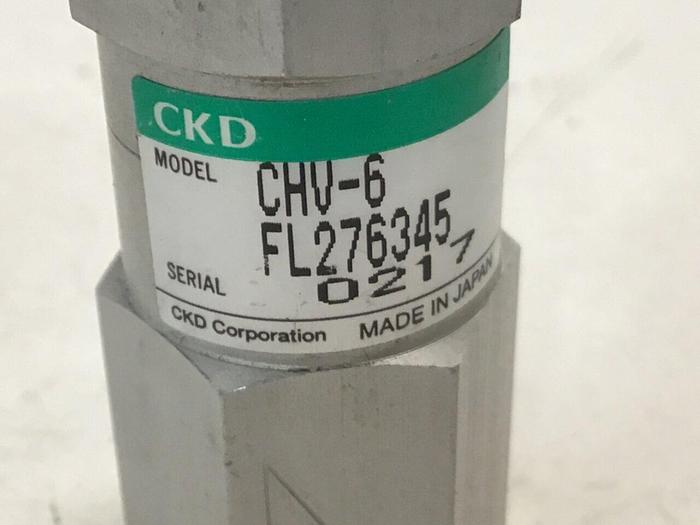 CKD
MODEL CHV-6
FL276345
SERIAL 0217
CKD Corporation MADE IN JAPAN